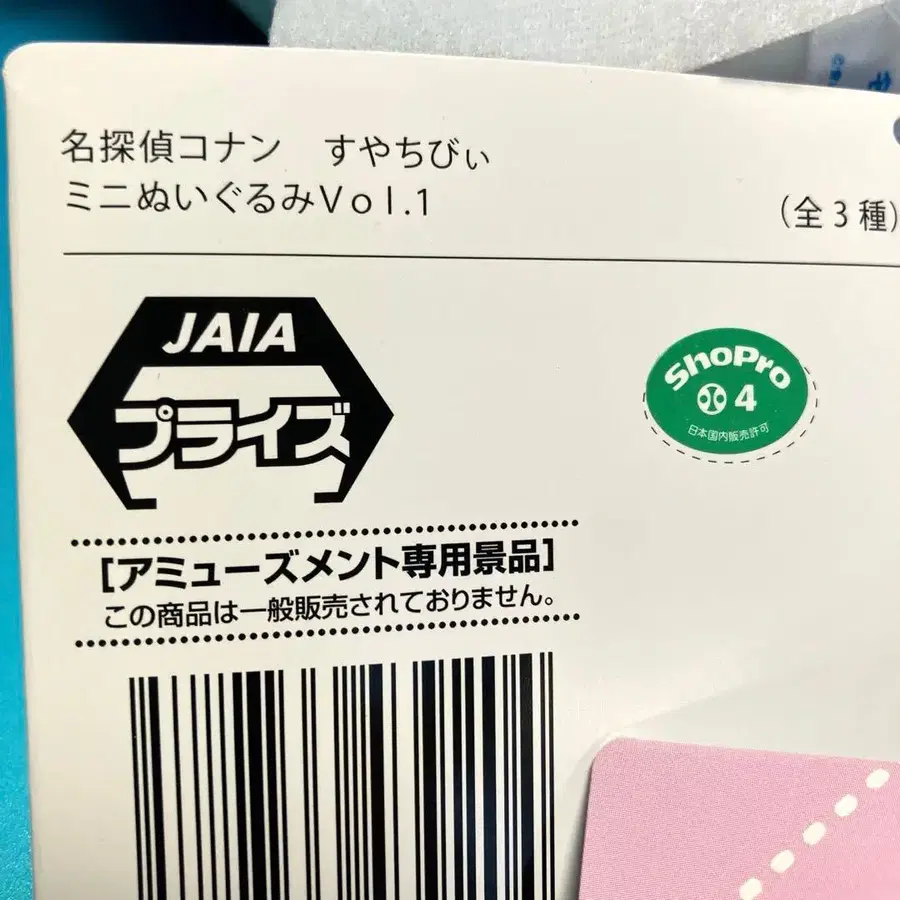 名探偵コナン　すやちびぃ
ミニぬいぐるみVol.1
(全3種)
JAIA
プライズ
ShoPro
4
日本国内販売許可
[アミューズメント専用景品]
この商品は一般販売されておりません。